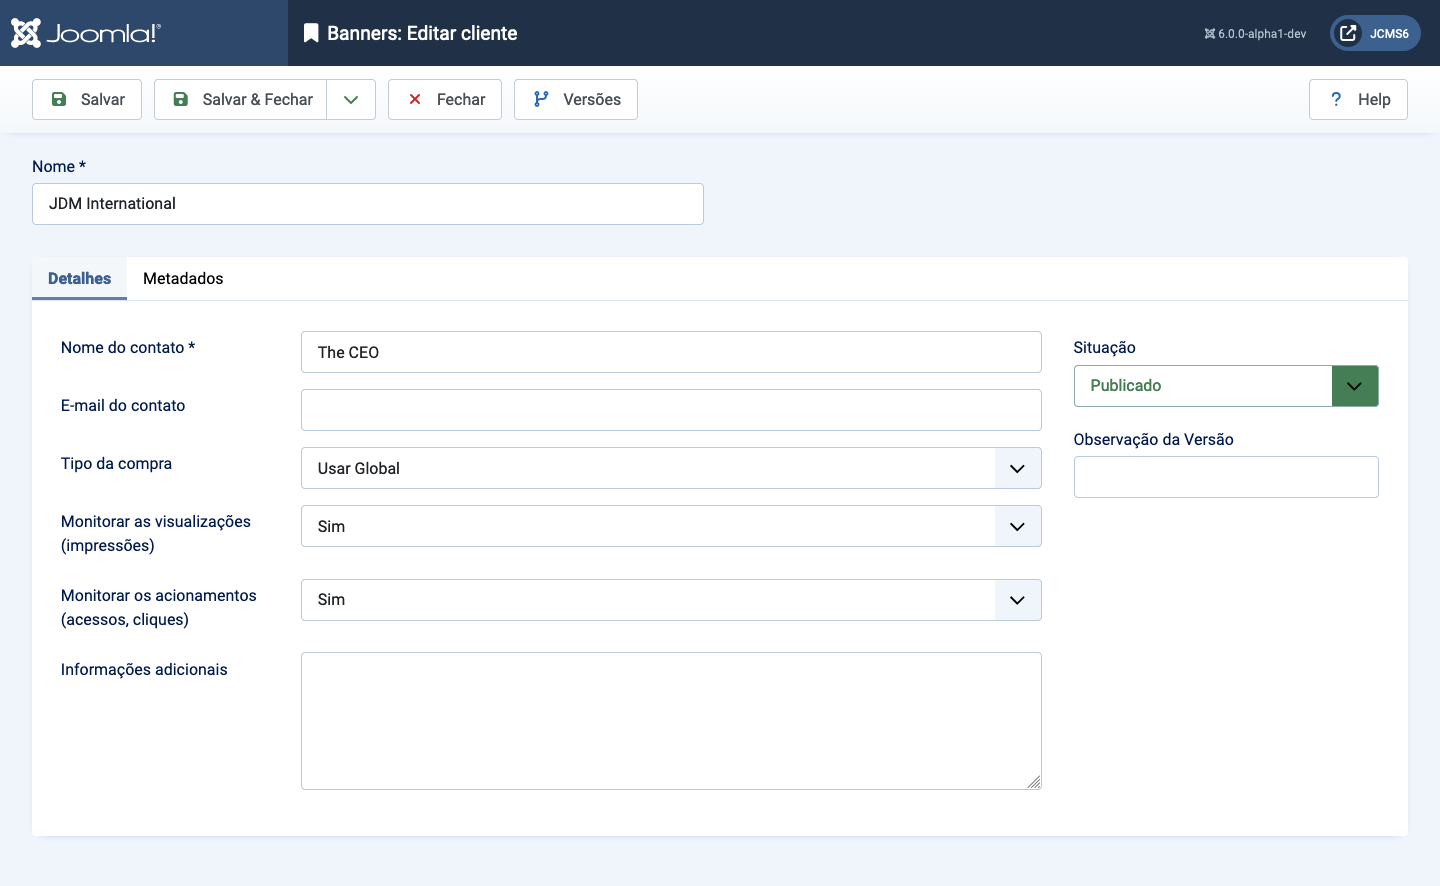 Joomla!®
Banners: Editar cliente
6.0.0-alpha1-dev
JCMS6
Salvar
Salvar & Fechar
Fechar
Versões
? Help
Nome *
JDM International
Detalhes
Metadados
Nome do contato *
The CEO
E-mail do contato
Tipo da compra
Usar Global
Monitorar as visualizações
(impressões)
Sim
Monitorar os acionamentos
(acessos, cliques)
Sim
Informações adicionais
Situação
Publicado
Observação da Versão